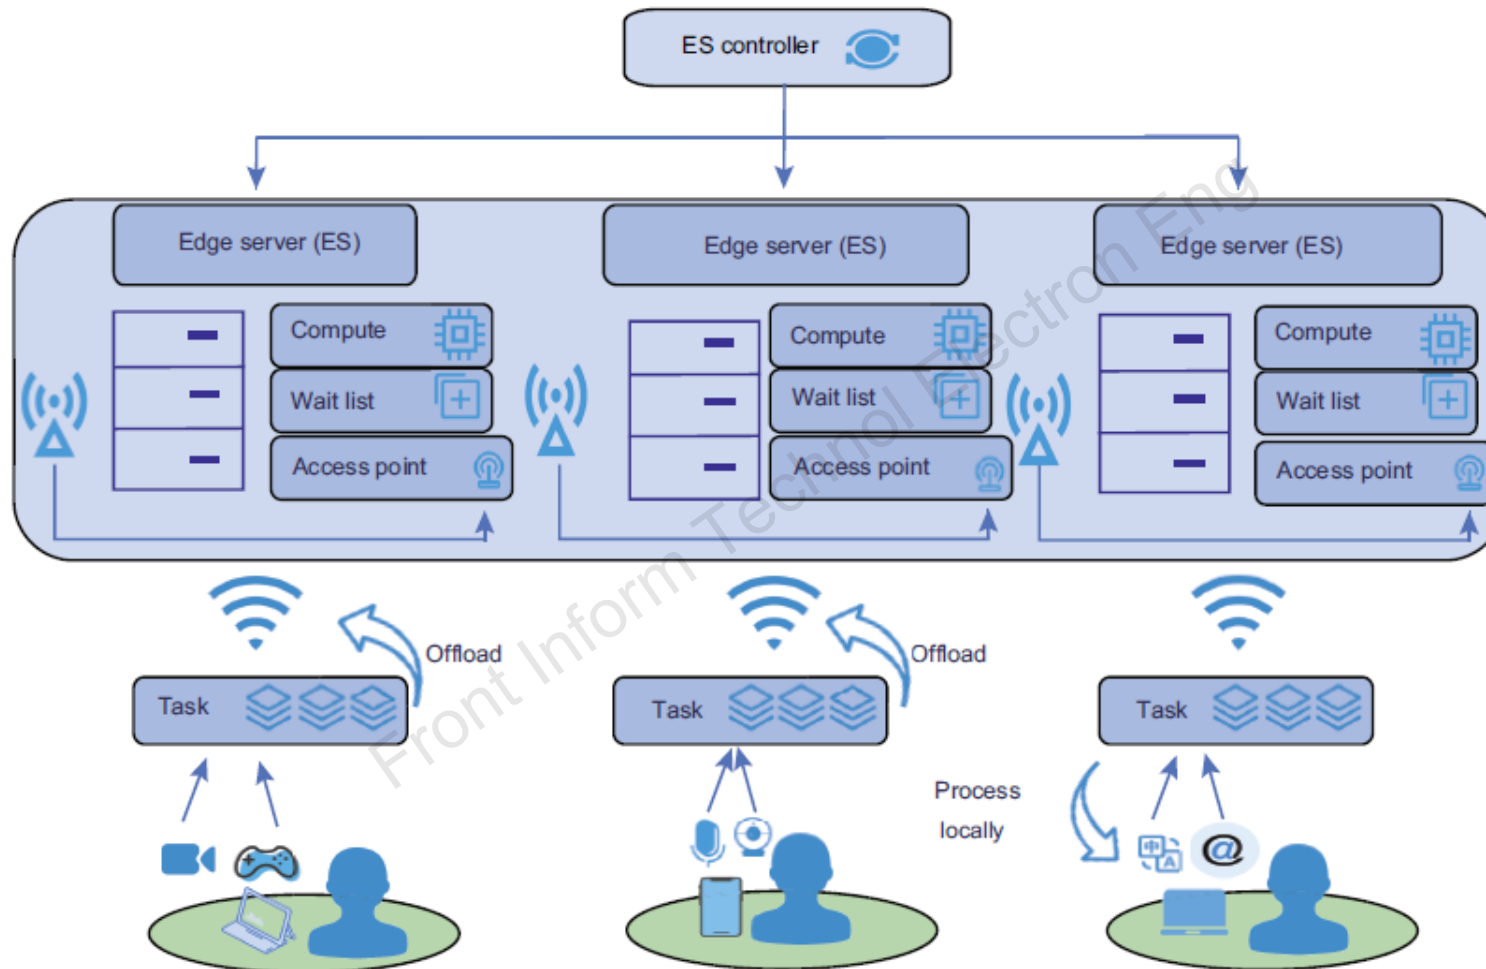 ES controller
Edge server (ES)
Edge server (ES)
Edge server (ES)
Compute
Wait list
Access point
Compute
Wait list
Access point
Compute
Wait list
Access point
Offload
Offload
Task
Task
Task
Process
locally
中
A
@
Front Inform Technol Electron Eng